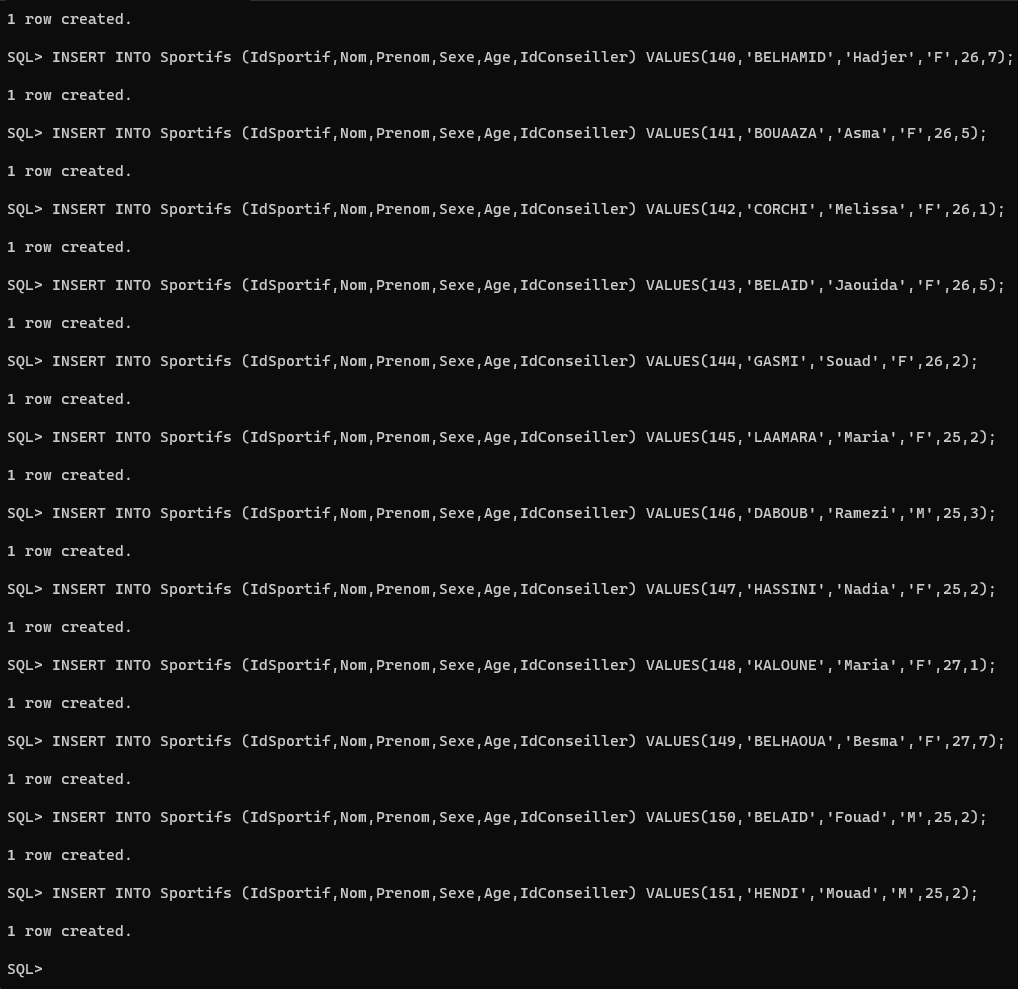 1 row created.
SQL> INSERT INTO Sportifs (IdSportif,Nom,Prenom,Sexe,Age,IdConseiller) VALUES(140,'BELHAMID','Hadjer','F',26,7);
1 row created.
SQL> INSERT INTO Sportifs (IdSportif,Nom,Prenom,Sexe,Age,IdConseiller) VALUES(141,'BOUAAZA','Asma','F',26,5);
1 row created.
SQL> INSERT INTO Sportifs (IdSportif,Nom,Prenom,Sexe,Age,IdConseiller) VALUES(142,'CORCHI','Melissa','F',26,1);
1 row created.
SQL> INSERT INTO Sportifs (IdSportif,Nom,Prenom,Sexe,Age,IdConseiller) VALUES(143,'BELAID','Jaouida','F',26,5);
1 row created.
SQL> INSERT INTO Sportifs (IdSportif,Nom,Prenom,Sexe,Age,IdConseiller) VALUES(144,'GASMI','Souad','F',26,2);
1 row created.
SQL> INSERT INTO Sportifs (IdSportif,Nom,Prenom,Sexe,Age,IdConseiller) VALUES(145,'LAAMARA','Maria','F',25,2);
1 row created.
SQL> INSERT INTO Sportifs (IdSportif,Nom,Prenom,Sexe,Age,IdConseiller) VALUES(146,'DABOUB','Ramezi','M',25,3);
1 row created.
SQL> INSERT INTO Sportifs (IdSportif,Nom,Prenom,Sexe,Age,IdConseiller) VALUES(147,'HASSINI','Nadia','F',25,2);
1 row created.
SQL> INSERT INTO Sportifs (IdSportif,Nom,Prenom,Sexe,Age,IdConseiller) VALUES(148,'KALOUNE','Maria','F',27,1);
1 row created.
SQL> INSERT INTO Sportifs (IdSportif,Nom,Prenom,Sexe,Age,IdConseiller) VALUES(149,'BELHAOUA','Besma','F',27,7);
1 row created.
SQL> INSERT INTO Sportifs (IdSportif,Nom,Prenom,Sexe,Age,IdConseiller) VALUES(150,'BELAID','Fouad','M',25,2);
1 row created.
SQL> INSERT INTO Sportifs (IdSportif,Nom,Prenom,Sexe,Age,IdConseiller) VALUES(151,'HENDI','Mouad','M',25,2);
1 row created.
SQL>